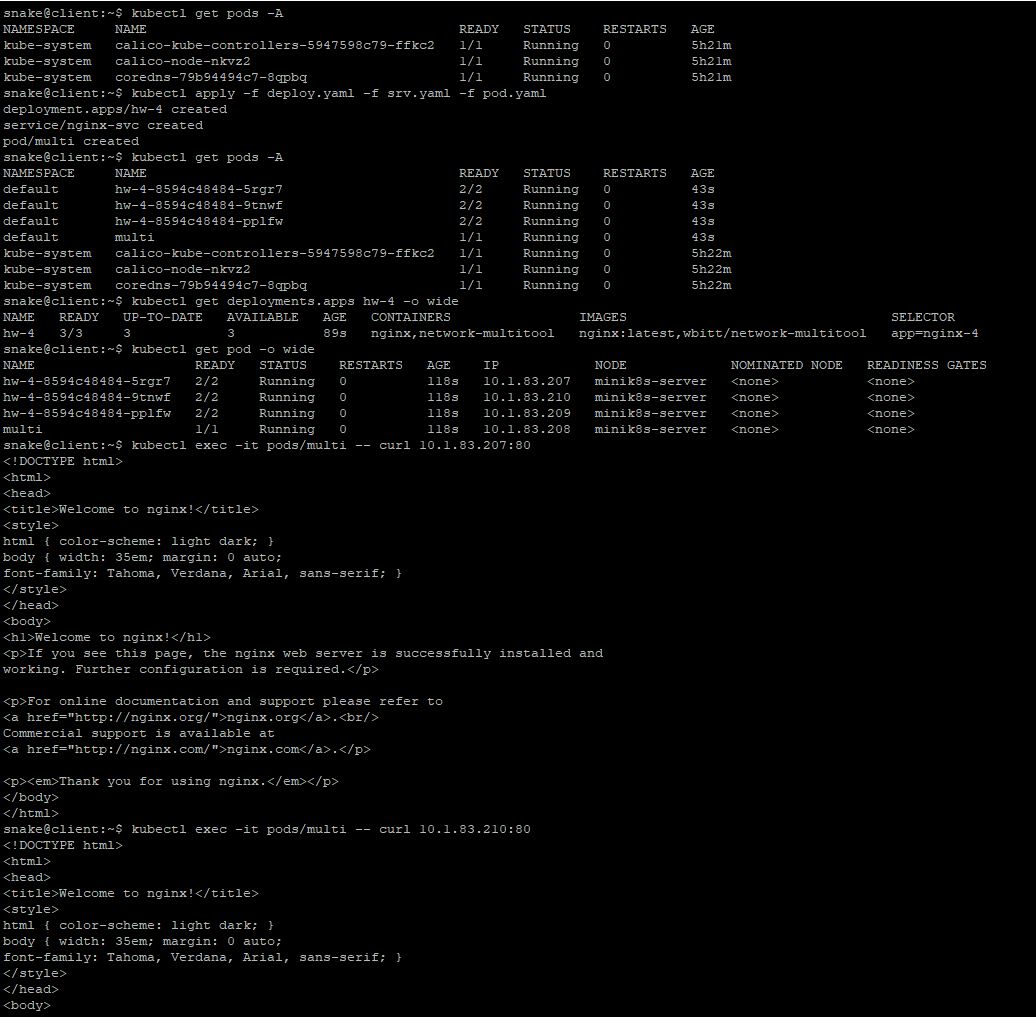 snake@client:~$ kubectl get pods -A
NAMESPACE     NAME                                       READY   STATUS    RESTARTS   AGE
kube-system   calico-kube-controllers-5947598c79-ffkc2   1/1     Running   0          5h21m
kube-system   calico-node-nkvz2                          1/1     Running   0          5h21m
kube-system   coredns-79b94494c7-8qpbq                   1/1     Running   0          5h21m
snake@client:~$ kubectl apply -f deploy.yaml -f srv.yaml -f pod.yaml
deployment.apps/hw-4 created
service/nginx-svc created
pod/multi created
snake@client:~$ kubectl get pods -A
NAMESPACE     NAME                                       READY   STATUS    RESTARTS   AGE
default       hw-4-8594c48484-5rgr7                      2/2     Running   0          43s
default       hw-4-8594c48484-9tnwf                      2/2     Running   0          43s
default       hw-4-8594c48484-pplfw                      2/2     Running   0          43s
default       multi                                      1/1     Running   0          43s
kube-system   calico-kube-controllers-5947598c79-ffkc2   1/1     Running   0          5h22m
kube-system   calico-node-nkvz2                          1/1     Running   0          5h22m
kube-system   coredns-79b94494c7-8qpbq                   1/1     Running   0          5h22m
snake@client:~$ kubectl get deployments.apps hw-4 -o wide
NAME   READY   UP-TO-DATE   AVAILABLE   AGE   CONTAINERS                IMAGES                                 SELECTOR
hw-4   3/3     3            3           89s   nginx,network-multitool   nginx:latest,wbitt/network-multitool   app=nginx-4
snake@client:~$ kubectl get pod -o wide
NAME                    READY   STATUS    RESTARTS   AGE    IP            NODE             NOMINATED NODE   READINESS GATES
hw-4-8594c48484-5rgr7   2/2     Running   0          118s   10.1.83.207   minik8s-server   <none>           <none>
hw-4-8594c48484-9tnwf   2/2     Running   0          118s   10.1.83.210   minik8s-server   <none>           <none>
hw-4-8594c48484-pplfw   2/2     Running   0          118s   10.1.83.209   minik8s-server   <none>           <none>
multi                   1/1     Running   0          118s   10.1.83.208   minik8s-server   <none>           <none>
snake@client:~$ kubectl exec -it pods/multi -- curl 10.1.83.207:80
<!DOCTYPE html>
<html>
<head>
<title>Welcome to nginx!</title>
<style>
html { color-scheme: light dark; }
body { width: 35em; margin: 0 auto;
font-family: Tahoma, Verdana, Arial, sans-serif; }
</style>
</head>
<body>
<h1>Welcome to nginx!</h1>
<p>If you see this page, the nginx web server is successfully installed and
working. Further configuration is required.</p>

<p>For online documentation and support please refer to
<a href="http://nginx.org/">nginx.org</a>.<br/>
Commercial support is available at
<a href="http://nginx.com/">nginx.com</a>.</p>

<p><em>Thank you for using nginx.</em></p>
</body>
</html>
snake@client:~$ kubectl exec -it pods/multi -- curl 10.1.83.210:80
<!DOCTYPE html>
<html>
<head>
<title>Welcome to nginx!</title>
<style>
html { color-scheme: light dark; }
body { width: 35em; margin: 0 auto;
font-family: Tahoma, Verdana, Arial, sans-serif; }
</style>
</head>
<body>